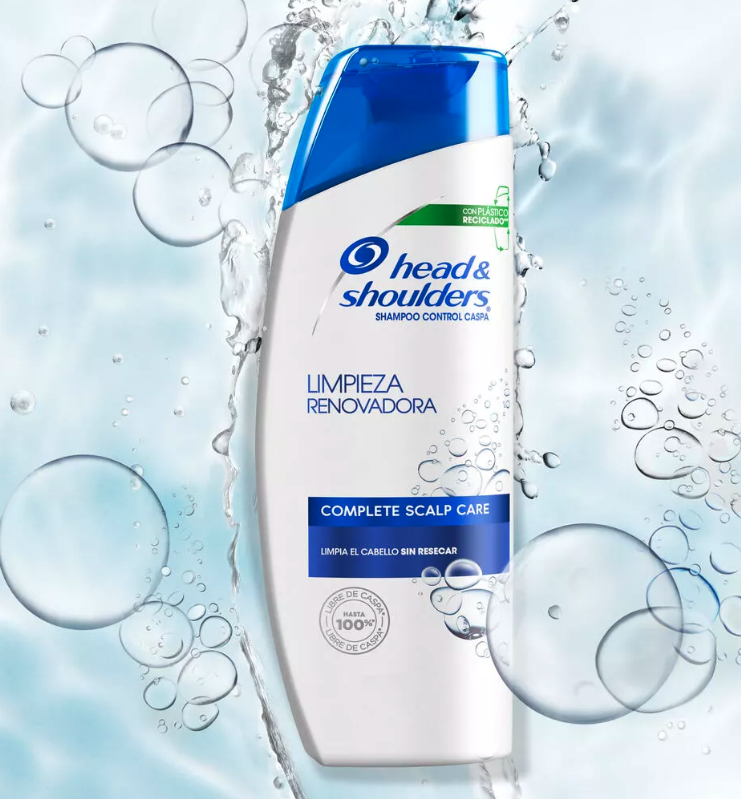 CON PLÁSTICO
RECICLADO**
head &
shoulders®
SHAMPOO CONTROL CASPA
LIMPIEZA
RENOVADORA
COMPLETE SCALP CARE
LIMPIA EL CABELLO SIN RESECAR
LIBRE DE CASPA
HASTA
100%*
LIBRE DE CASPA